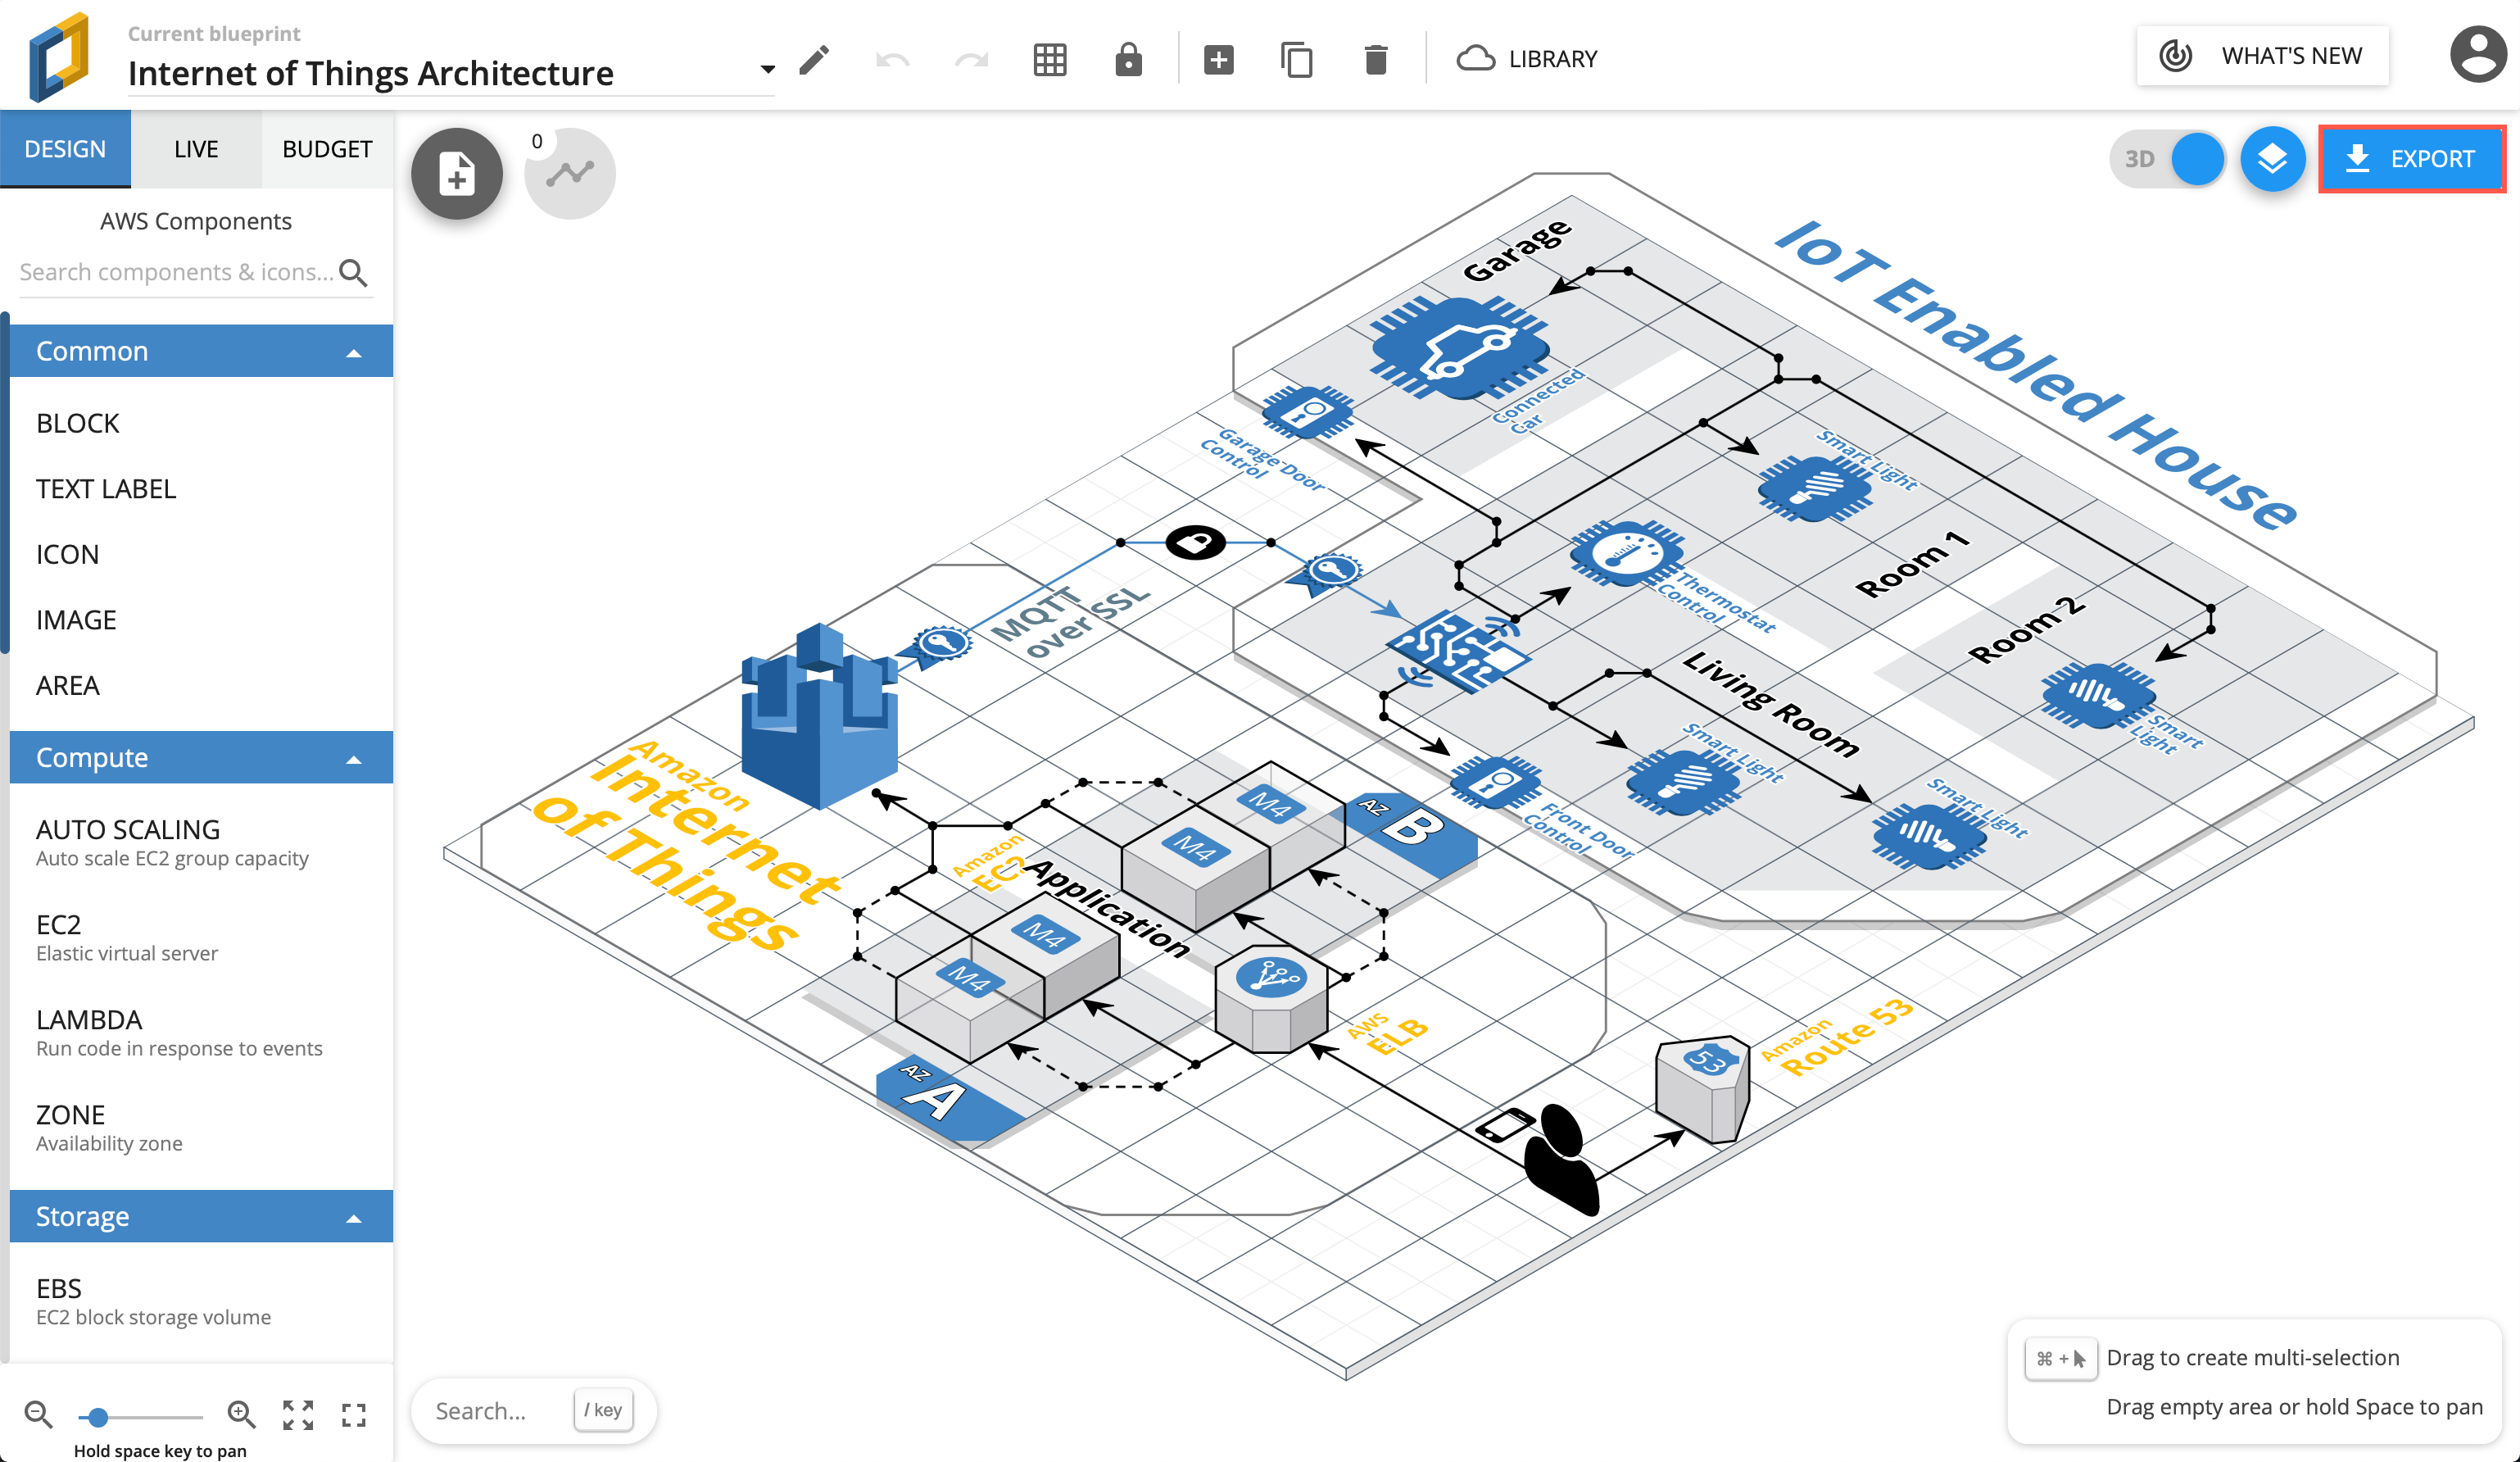 Current blueprint
Internet of Things Architecture
LIBRARY
WHAT'S NEW
DESIGN
LIVE
BUDGET
0
3D
EXPORT
AWS Components
Search components & icons...
Common
BLOCK
TEXT LABEL
ICON
IMAGE
AREA
Compute
AUTO SCALING
Auto scale EC2 group capacity
EC2
Elastic virtual server
LAMBDA
Run code in response to events
ZONE
Availability zone
Storage
EBS
EC2 block storage volume
Hold space key to pan
Search...
/ key
IoT Enabled House
Garage
Connected
Car
Garage Door
Control
Smart Light
Room 1
Thermostat
Control
Room 2
Smart
Light
Living Room
Smart Light
Smart Light
Front Door
Control
MQTT
over SSL
Amazon
Internet
of Things
Amazon
EC2
Application
M4
M4
AZ
B
M4
M4
AZ
A
AWS
ELB
53
Amazon
Route 53
⌘ +
Drag to create multi-selection
Drag empty area or hold Space to pan